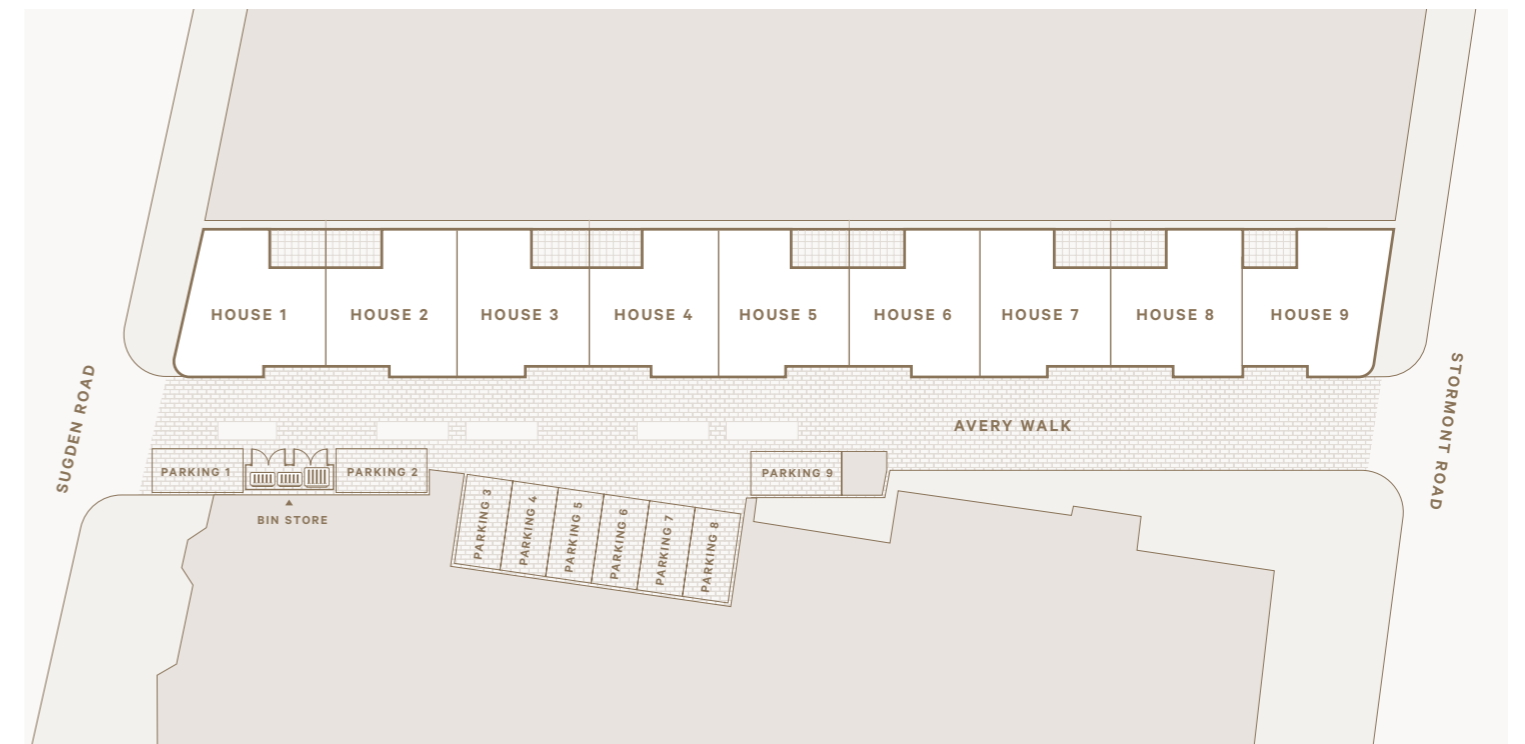 HOUSE 1
HOUSE 2
HOUSE 3
HOUSE 4
HOUSE 5
HOUSE 6
HOUSE 7
HOUSE 8
HOUSE 9
SUGDEN ROAD
AVERY WALK
STORMONT ROAD
PARKING 1
PARKING 2
PARKING 9
BIN STORE
PARKING 3
PARKING 4
PARKING 5
PARKING 6
PARKING 7
PARKING 8